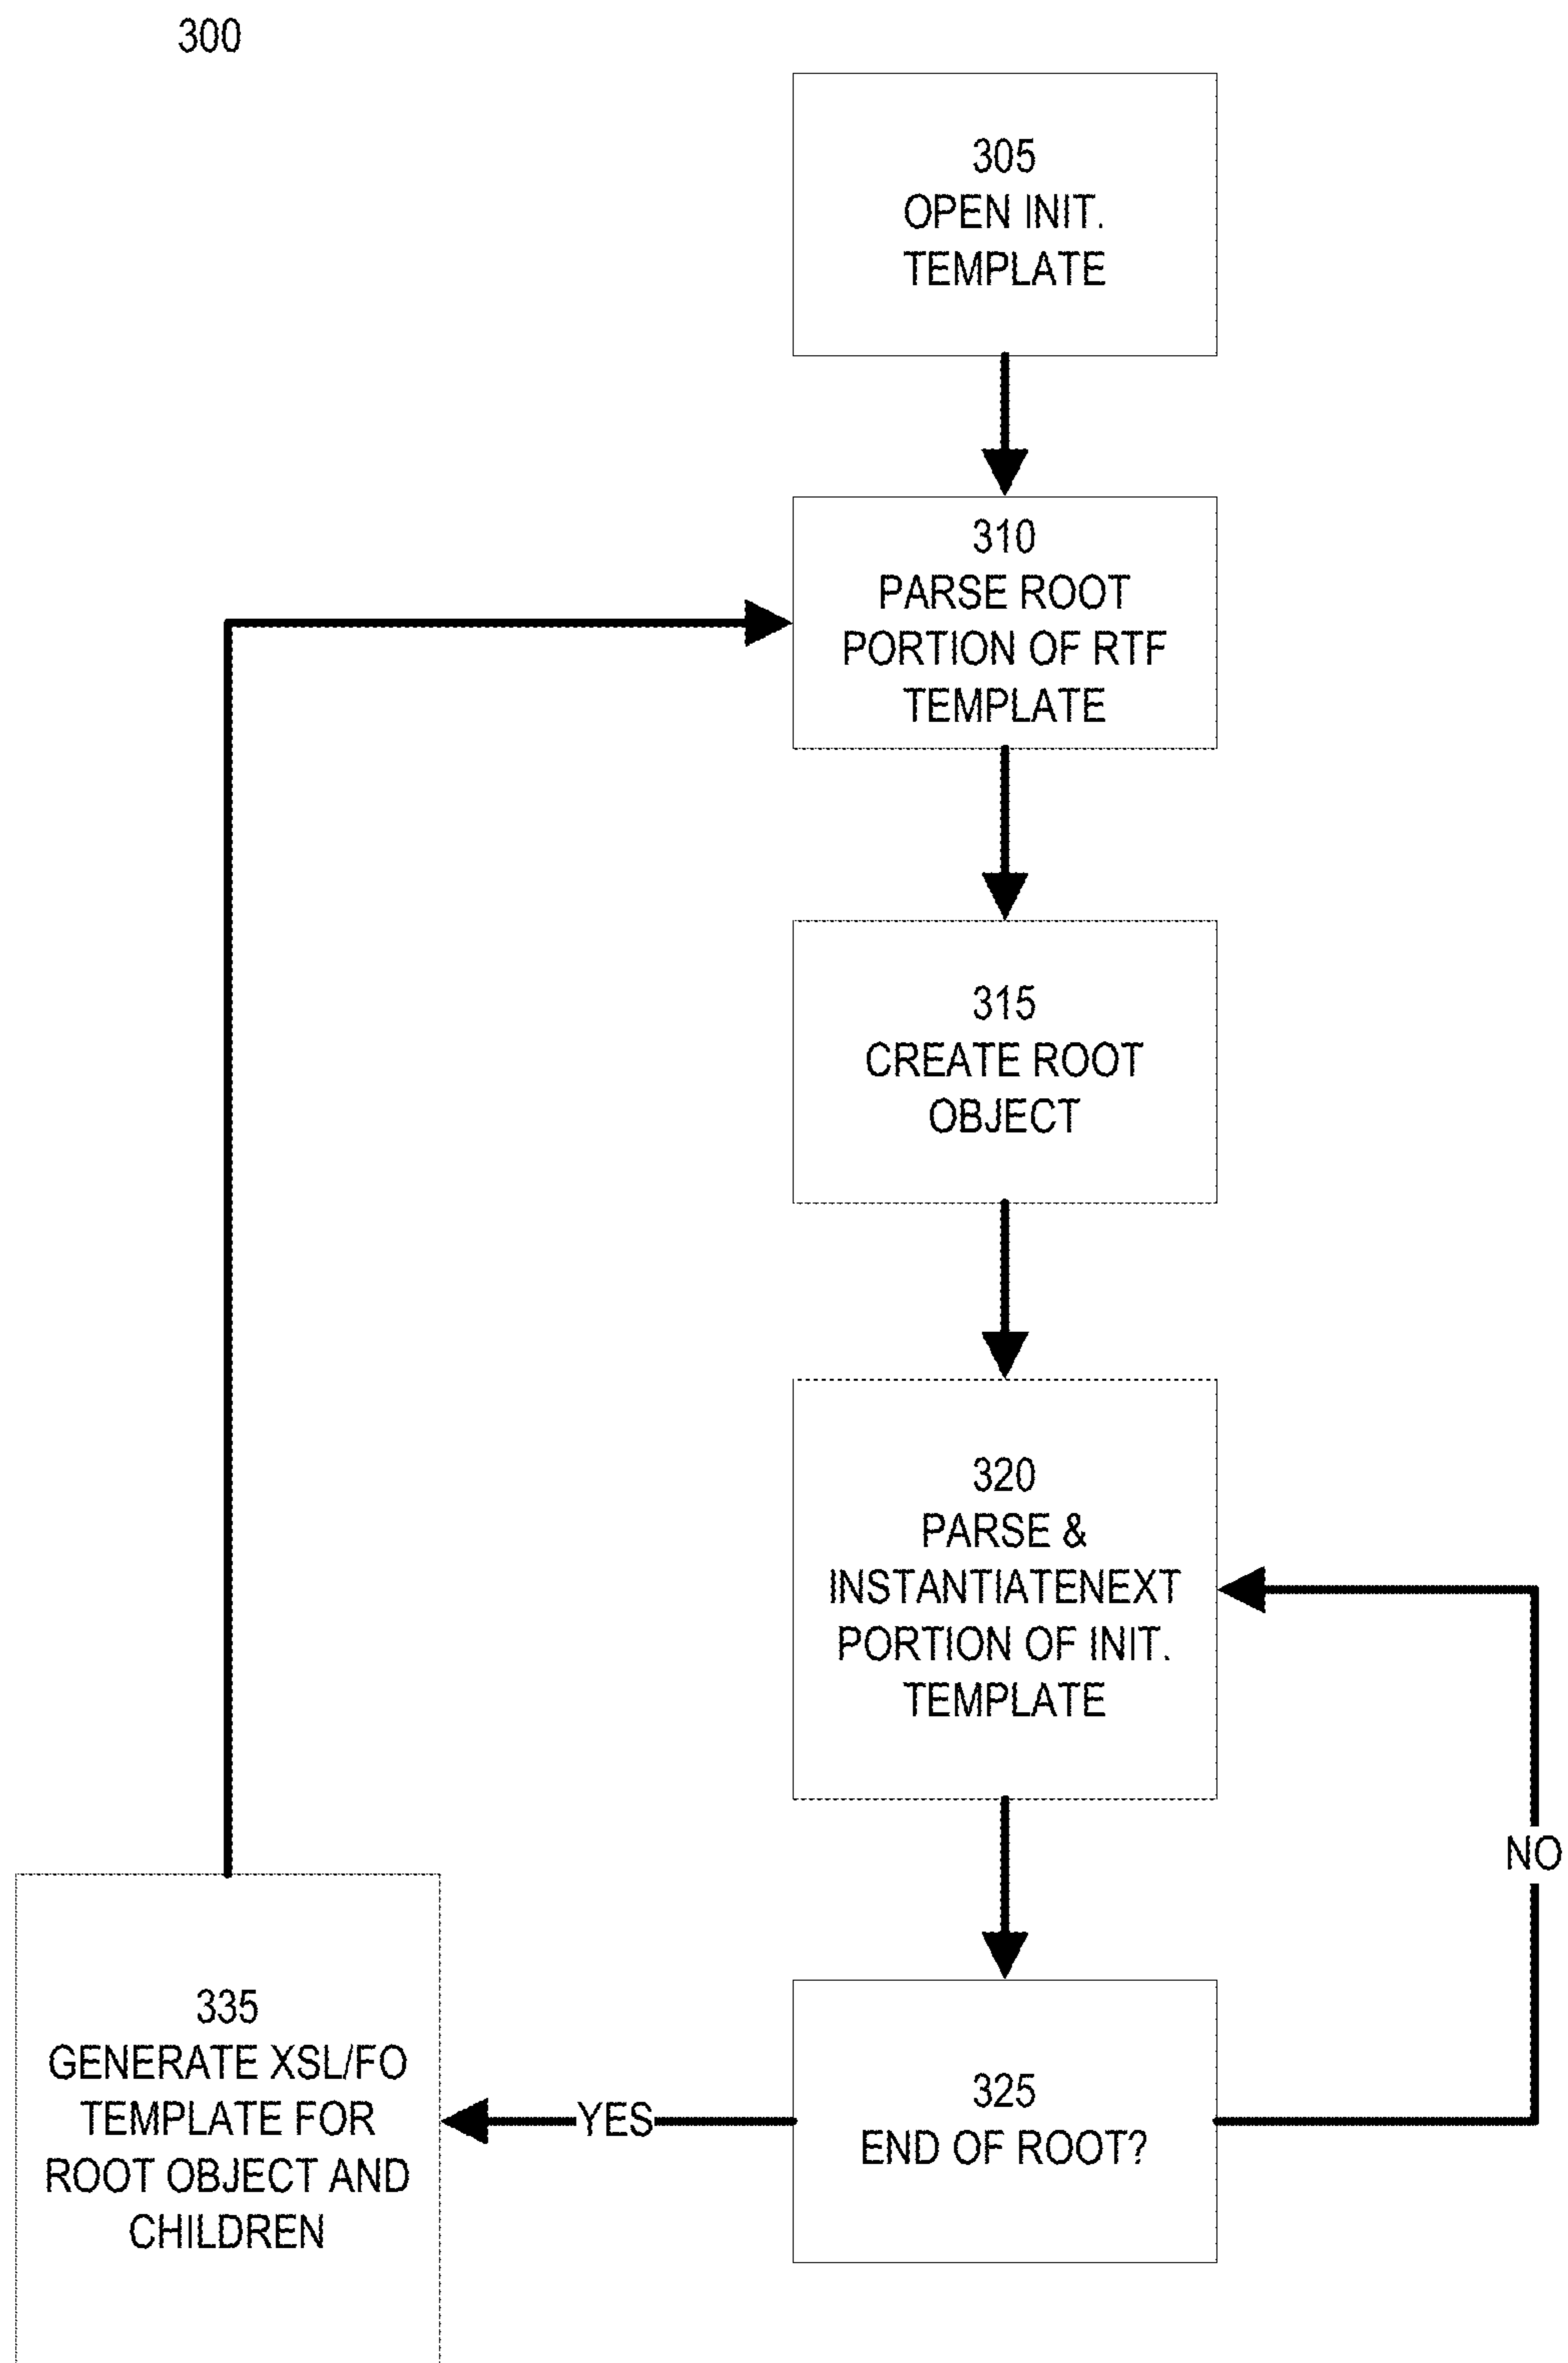 300
305
OPEN INIT.
TEMPLATE
310
PARSE ROOT
PORTION OF RTF
TEMPLATE
315
CREATE ROOT
OBJECT
320
PARSE &
INSTANTIATENEXT
PORTION OF INIT.
TEMPLATE
NO
325
END OF ROOT?
YES
335
GENERATE XSL/FO
TEMPLATE FOR
ROOT OBJECT AND
CHILDREN